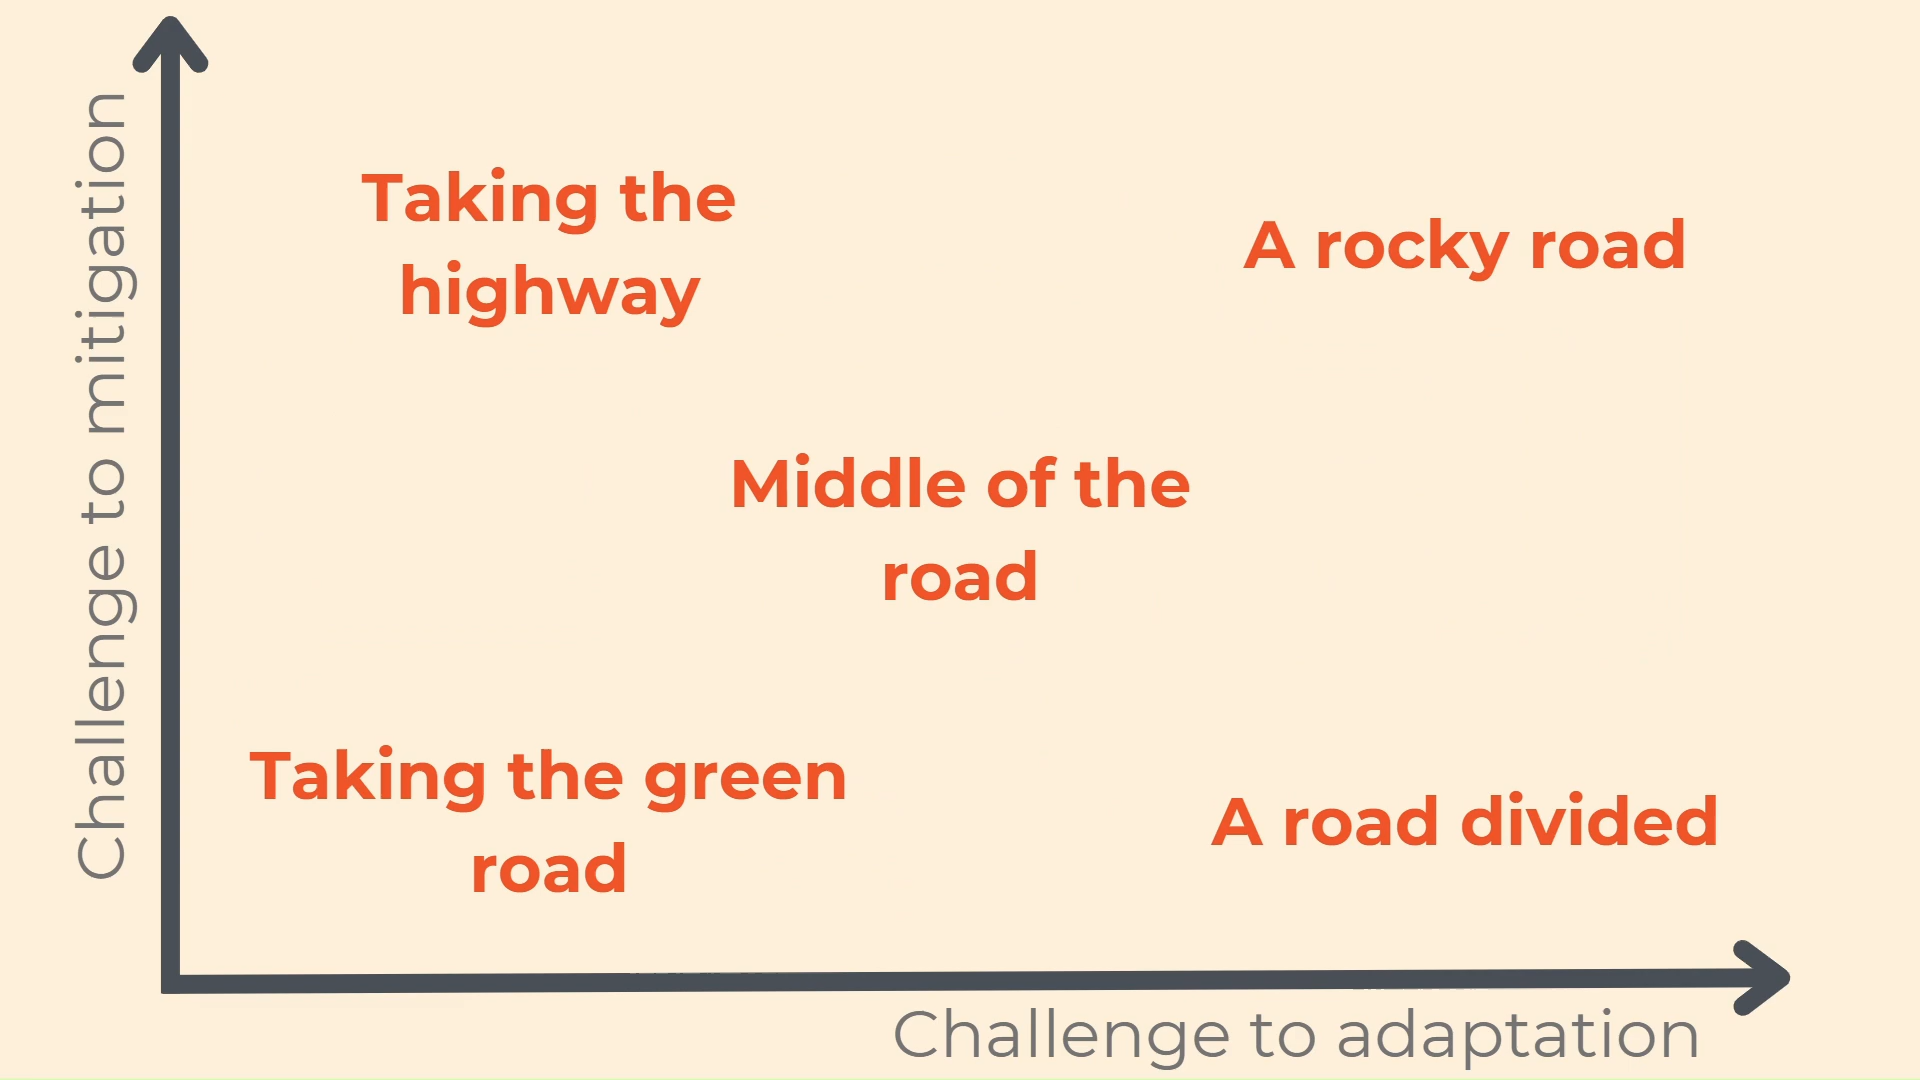 Challenge to mitigation
Taking the
highway
A rocky road
Middle of the
road
Taking the green
road
A road divided
Challenge to adaptation